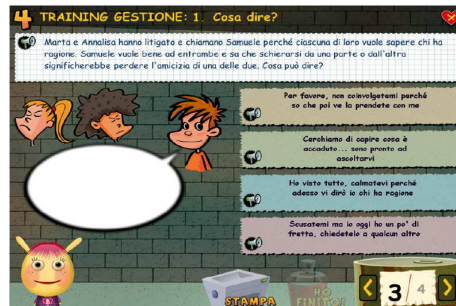 4 TRAINING GESTIONE: 1. Cosa dire?
Marta e Annalisa hanno litigato e chiamano Samuele perché ciascuna di loro vuole sapere chi ha
ragione. Samuele vuole bene ad entrambe e sa che schierarsi da una parte o dall'altra
significherebbe perdere l'amicizia di una delle due. Cosa può dire?
Per favore, non coinvolgetemi perché
so che poi ve la prendete con me
Cerchiamo di capire cosa è
accaduto... sono pronto ad
ascoltarvi
Ho visto tutto, calmatevi perché
adesso vi dirò io chi ha ragione
Scusatemi ma io oggi ho un po' di
fretta, chiedetelo a qualcun altro
STAMPA
HO
FINITO!
3 / 4